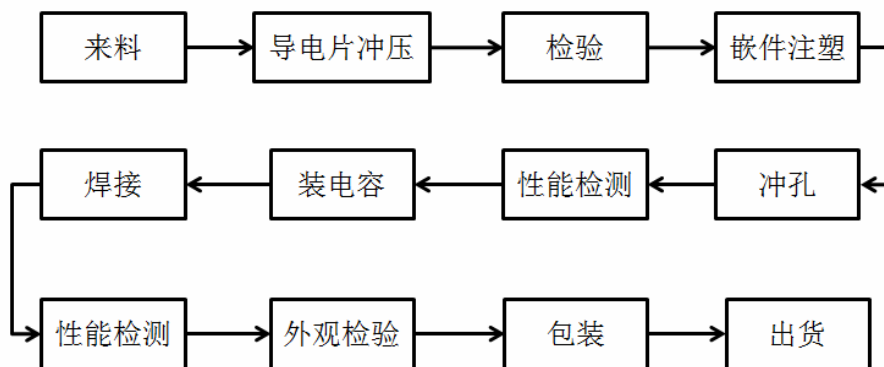 来料
导电片冲压
检验
嵌件注塑
冲孔
性能检测
装电容
焊接
性能检测
外观检验
包装
出货